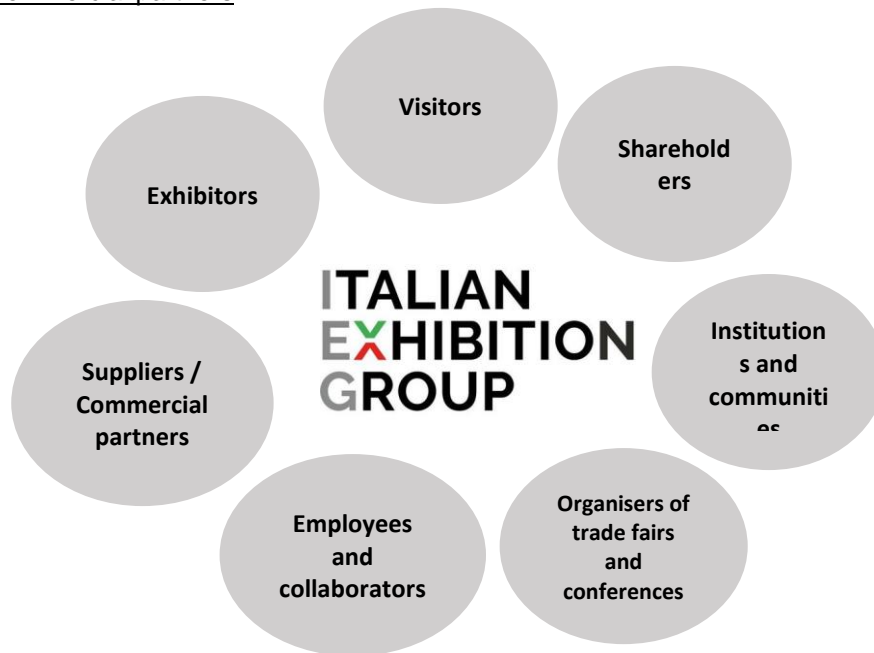 Visitors
Sharehold
ers
Exhibitors
ITALIAN
EXHIBITION
GROUP
Institution
s and
communiti
es
Suppliers /
Commercial
partners
Organisers of
trade fairs
and
conferences
Employees
and
collaborators